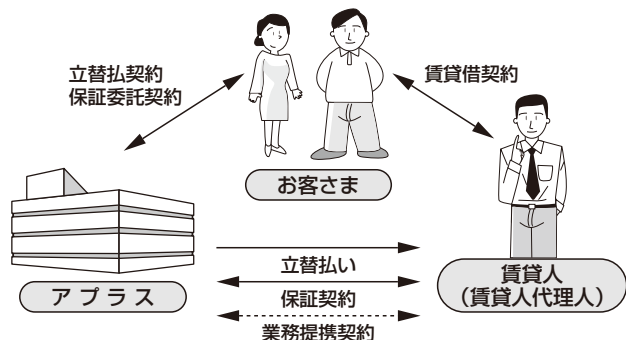 立替払契約
保証委託契約
賃貸借契約
お客さま
アプラス
立替払い
保証契約
業務提携契約
賃貸人
(賃貸人代理人)